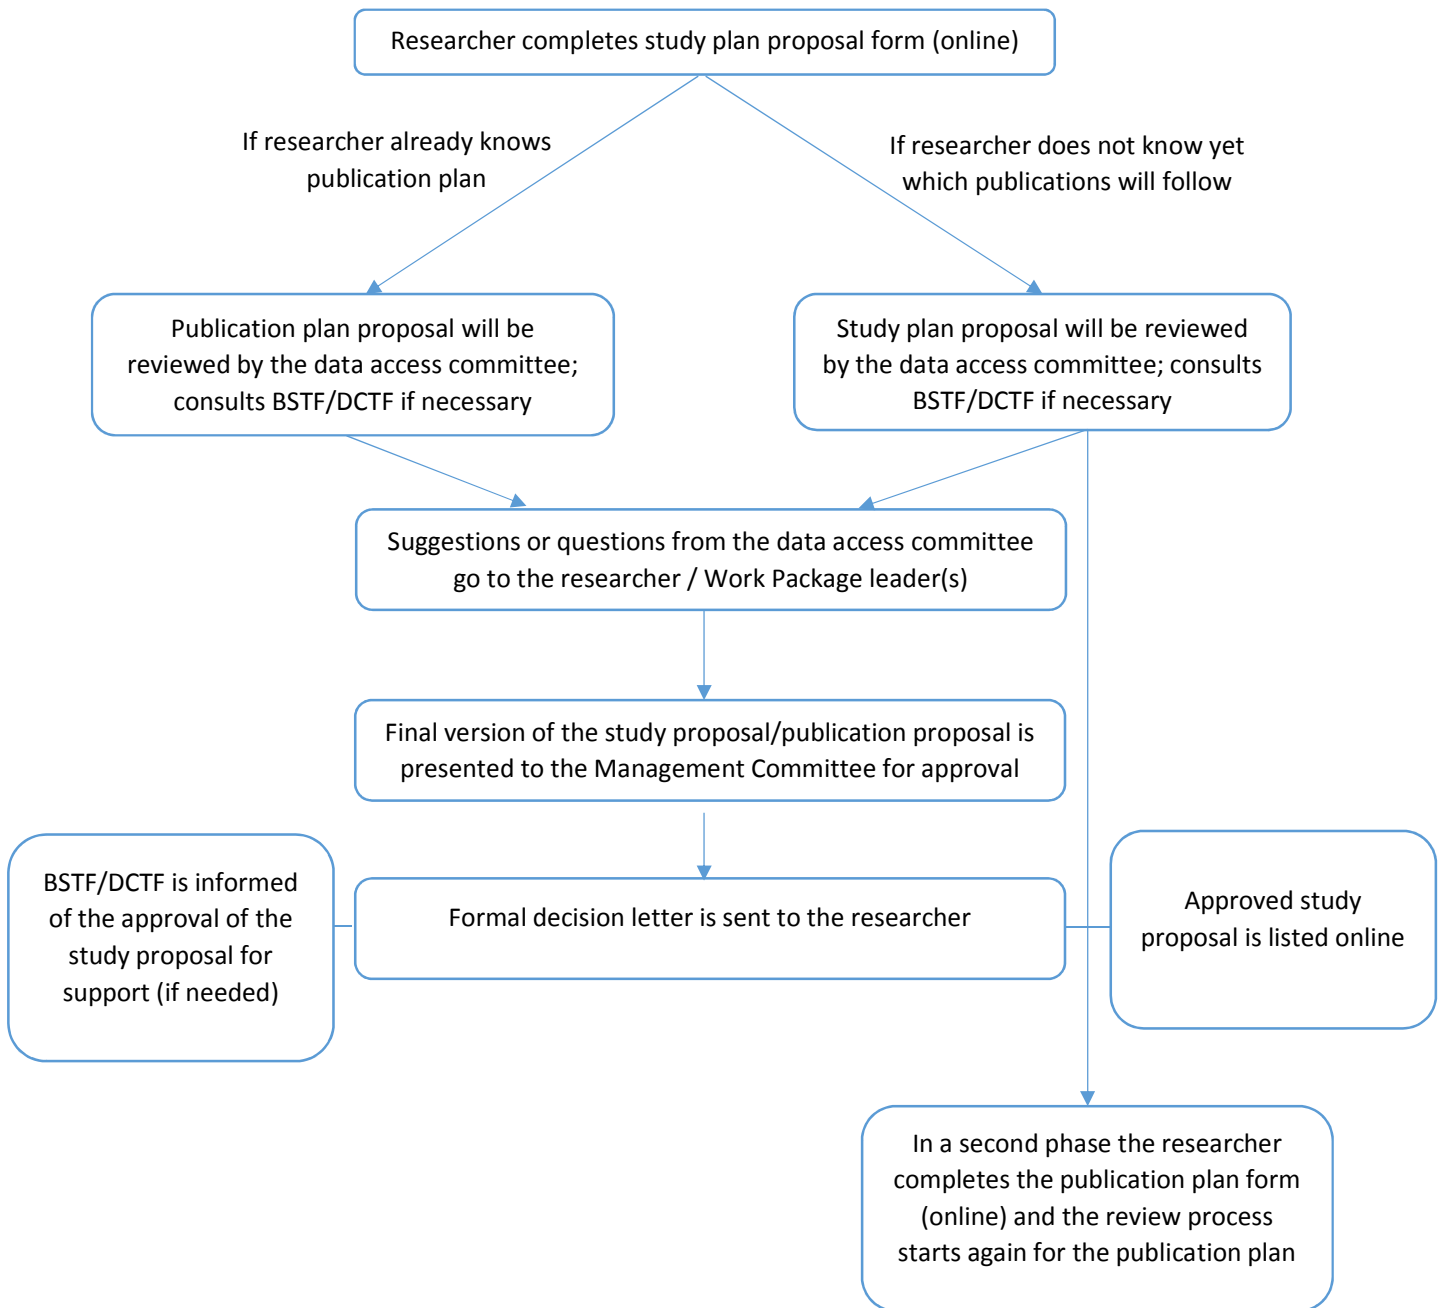 Researcher completes study plan proposal form (online)
If researcher already knows
publication plan
If researcher does not know yet
which publications will follow
Publication plan proposal will be
reviewed by the data access committee;
consults BSTF/DCTF if necessary
Study plan proposal will be reviewed
by the data access committee; consults
BSTF/DCTF if necessary
Suggestions or questions from the data access committee
go to the researcher / Work Package leader(s)
Final version of the study proposal/publication proposal is
presented to the Management Committee for approval
BSTF/DCTF is informed
of the approval of the
study proposal for
support (if needed)
Formal decision letter is sent to the researcher
Approved study
proposal is listed online
In a second phase the researcher
completes the publication plan form
(online) and the review process
starts again for the publication plan